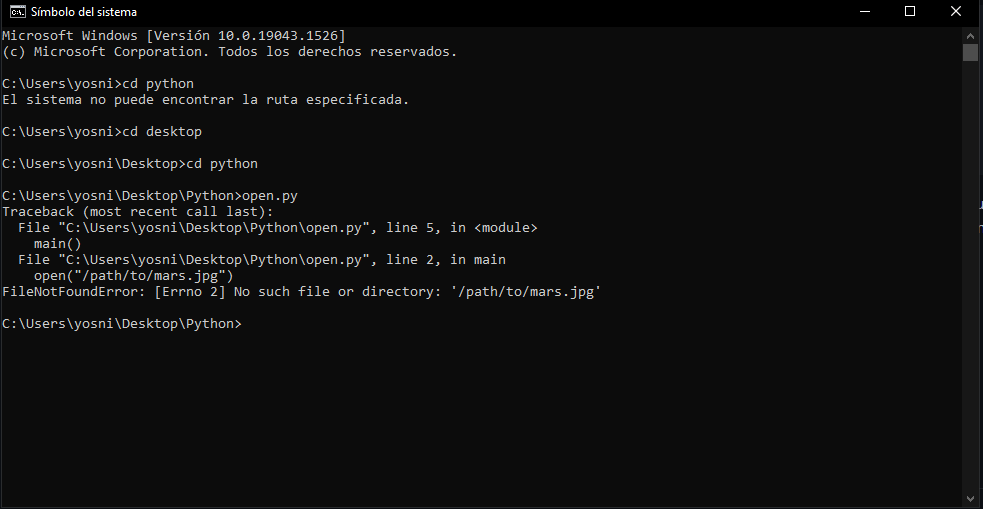 Símbolo del sistema
Microsoft Windows [Versión 10.0.19043.1526]
(c) Microsoft Corporation. Todos los derechos reservados.
C:\Users\yosni>cd python
El sistema no puede encontrar la ruta especificada.
C:\Users\yosni>cd desktop
C:\Users\yosni\Desktop>cd python
C:\Users\yosni\Desktop\Python>open.py
Traceback (most recent call last):
  File "C:\Users\yosni\Desktop\Python\open.py", line 5, in <module>
    main()
  File "C:\Users\yosni\Desktop\Python\open.py", line 2, in main
    open("/path/to/mars.jpg")
FileNotFoundError: [Errno 2] No such file or directory: '/path/to/mars.jpg'
C:\Users\yosni\Desktop\Python>